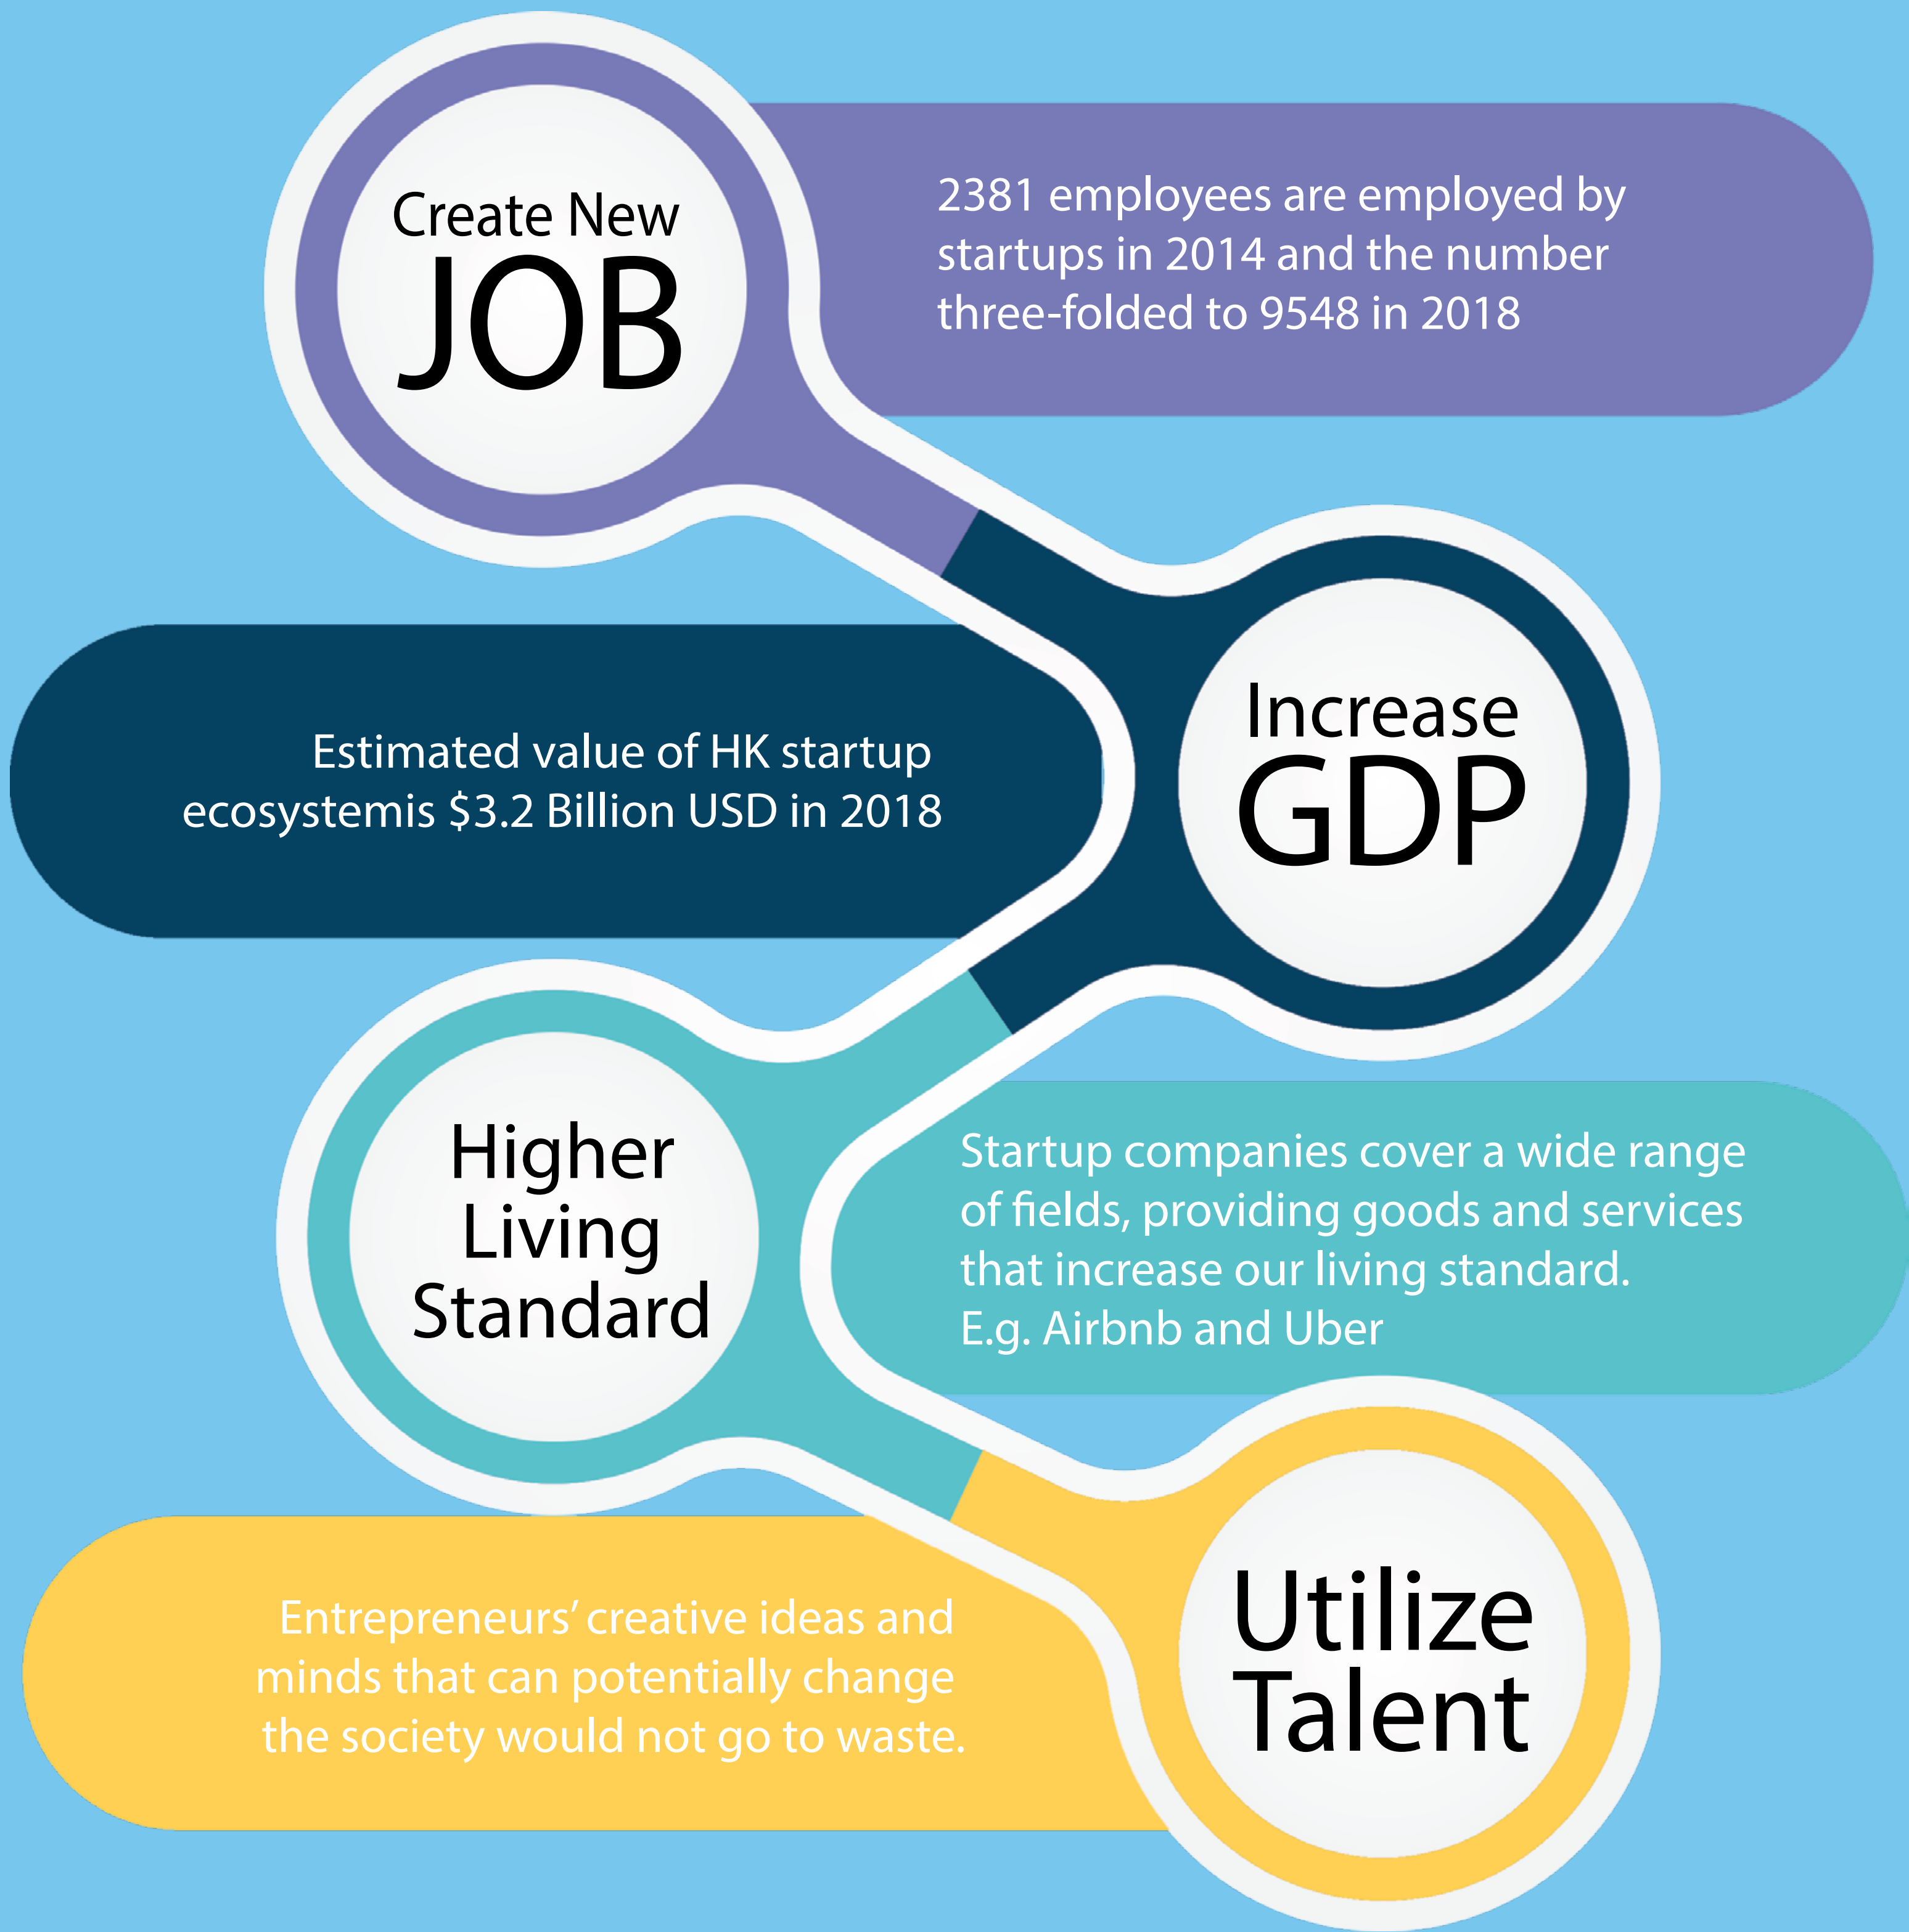 Create New
JOB
2381 employees are employed by
startups in 2014 and the number
three-folded to 9548 in 2018
Increase
GDP
Estimated value of HK startup
ecosystemis $3.2 Billion USD in 2018
Higher
Living
Standard
Startup companies cover a wide range
of fields, providing goods and services
that increase our living standard.
E.g. Airbnb and Uber
Utilize
Talent
Entrepreneurs’ creative ideas and
minds that can potentially change
the society would not go to waste.